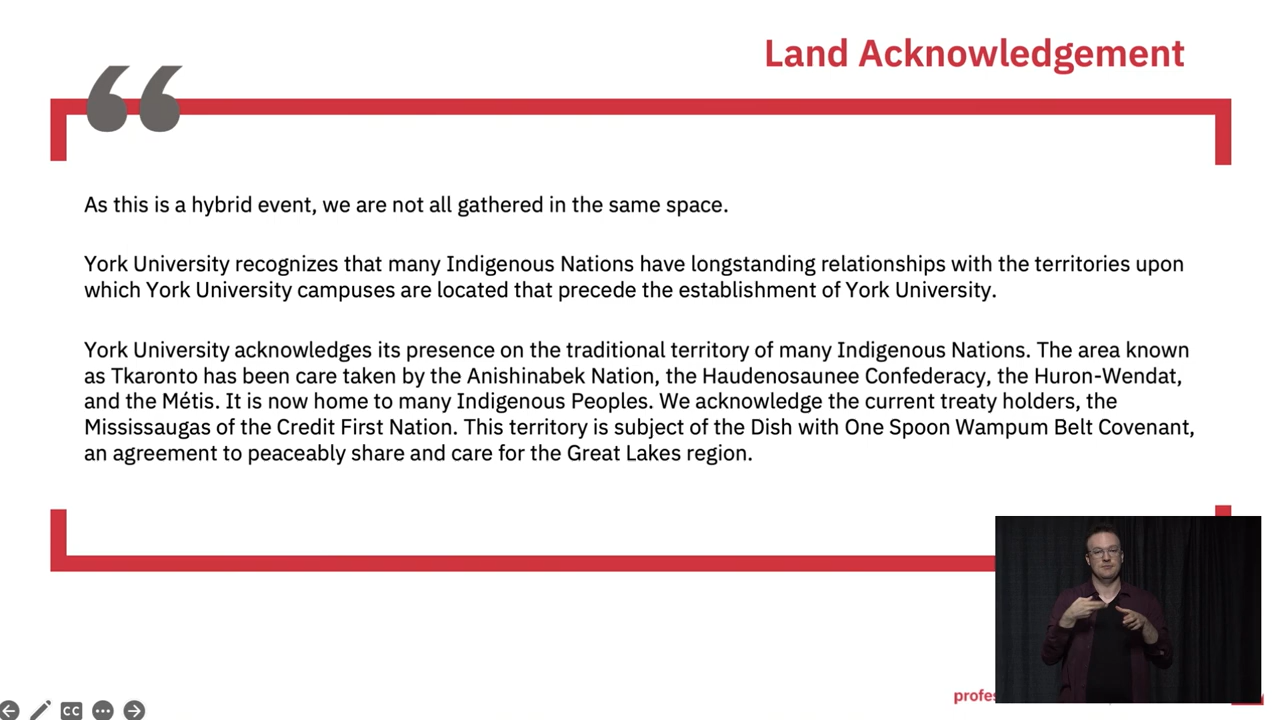 Land Acknowledgement
As this is a hybrid event, we are not all gathered in the same space.
York University recognizes that many Indigenous Nations have longstanding relationships with the territories upon
which York University campuses are located that precede the establishment of York University.
York University acknowledges its presence on the traditional territory of many Indigenous Nations. The area known
as Tkaronto has been care taken by the Anishinabek Nation, the Haudenosaunee Confederacy, the Huron-Wendat,
and the Métis. It is now home to many Indigenous Peoples. We acknowledge the current treaty holders, the
Mississaugas of the Credit First Nation. This territory is subject of the Dish with One Spoon Wampum Belt Covenant,
an agreement to peaceably share and care for the Great Lakes region.
CC